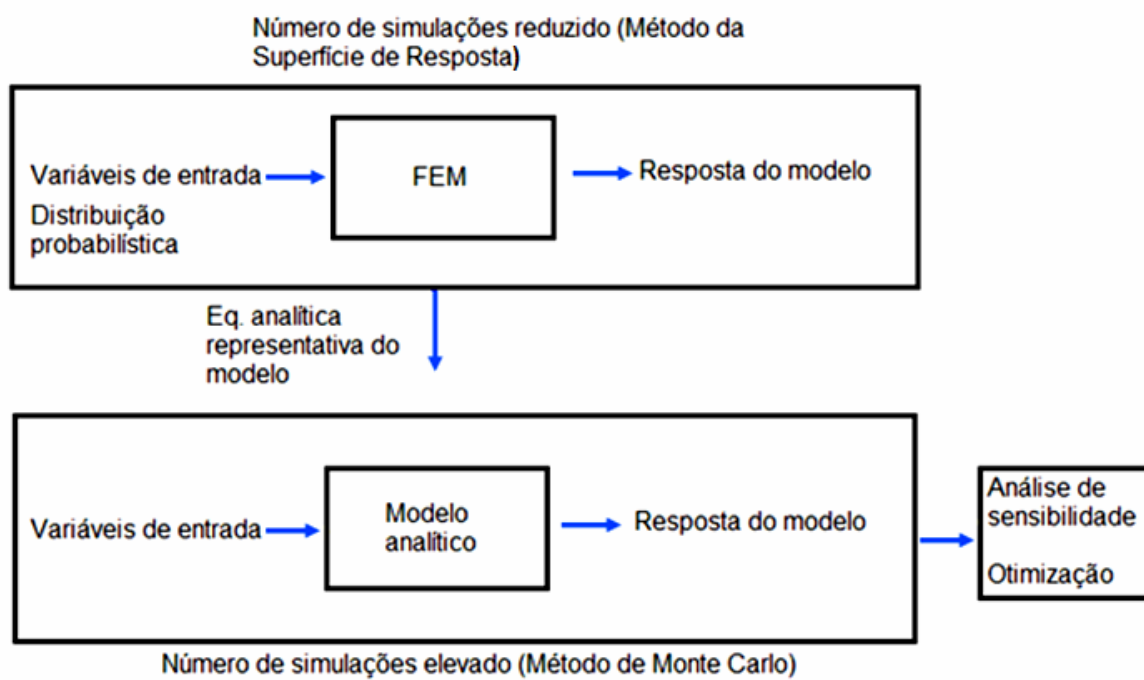 Número de simulações reduzido (Método da
Superfície de Resposta)
Variáveis de entrada
FEM
Resposta do modelo
Distribuição
probabilística
Eq. analítica
representativa do
modelo
Variáveis de entrada
Modelo
analítico
Resposta do modelo
Análise de
sensibilidade
Otimização
Número de simulações elevado (Método de Monte Carlo)